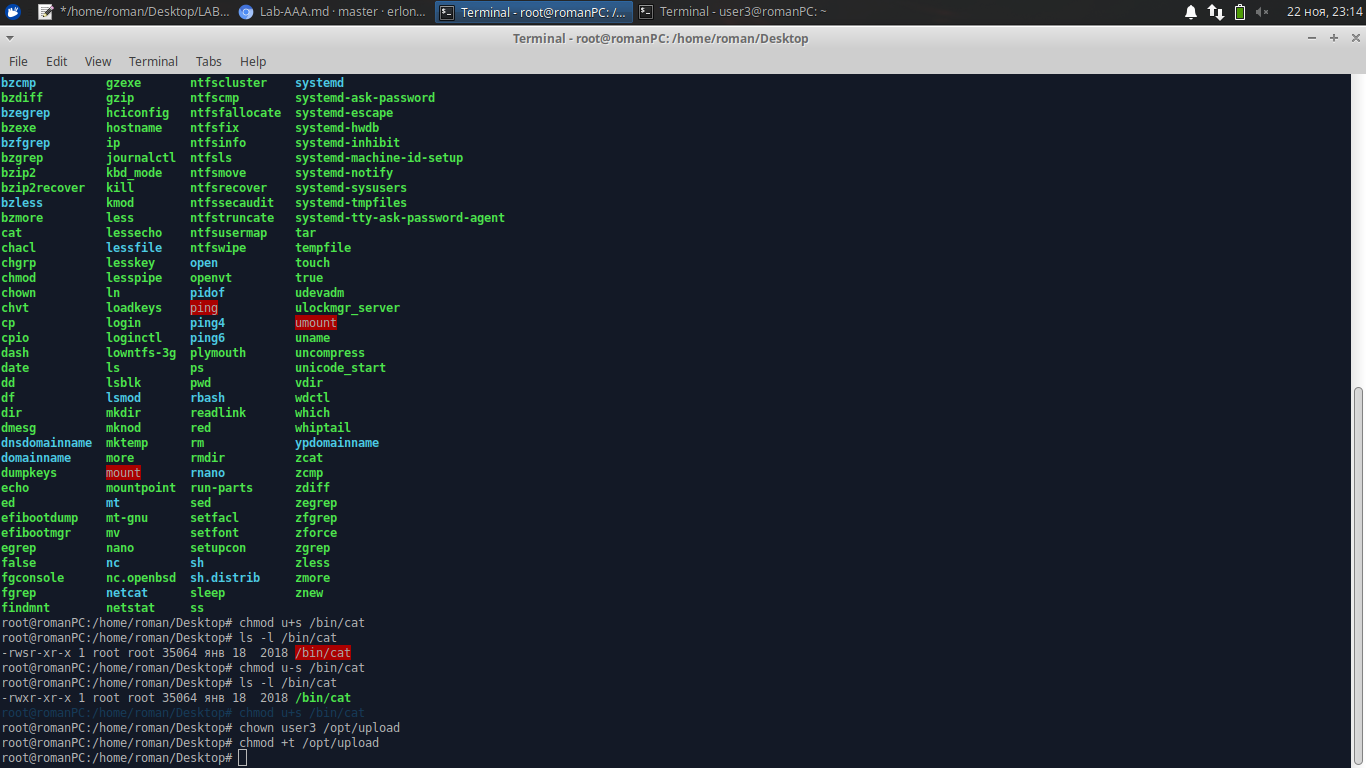 */home/roman/Desktop/LAB... Lab-AAA.md · master · erlon... Terminal - root@romanPC: /... Terminal - user3@romanPC: ~ 22 ноя, 23:14
Terminal - root@romanPC: /home/roman/Desktop
File Edit View Terminal Tabs Help
bzcmp gzexe ntfscluster systemd
bzdiff gzip ntfscmp systemd-ask-password
bzegrep hciconfig ntfsfallocate systemd-escape
bzexe hostname ntfsfix systemd-hwdb
bzfgrep ip ntfsinfo systemd-inhibit
bzgrep journalctl ntfsls systemd-machine-id-setup
bzip2 kbd_mode ntfsmove systemd-notify
bzip2recover kill ntfsrecover systemd-sysusers
bzless kmod ntfssecaudit systemd-tmpfiles
bzmore less ntfstruncate systemd-tty-ask-password-agent
cat lessecho ntfsusermap tar
chacl lessfile ntfswipe tempfile
chgrp lesskey open touch
chmod lesspipe openvt true
chown ln pidof udevadm
chvt loadkeys ping ulockmgr_server
cp login ping4 umount
cpio loginctl ping6 uname
dash lowntfs-3g plymouth uncompress
date ls ps unicode_start
dd lsblk pwd vdir
df lsmod rbash wdctl
dir mkdir readlink which
dmesg mknod red whiptail
dnsdomainname mktemp rm ypdomainname
domainname more rmdir zcat
dumpkeys mount rnano zcmp
echo mountpoint run-parts zdiff
ed mt sed zegrep
efibootdump mt-gnu setfacl zfgrep
efibootmgr mv setfont zforce
egrep nano setupcon zgrep
false nc sh zless
fgconsole nc.openbsd sh.distrib zmore
fgrep netcat sleep znew
findmnt netstat ss
root@romanPC:/home/roman/Desktop# chmod u+s /bin/cat
root@romanPC:/home/roman/Desktop# ls -l /bin/cat
-rwsr-xr-x 1 root root 35064 янв 18  2018 /bin/cat
root@romanPC:/home/roman/Desktop# chmod u-s /bin/cat
root@romanPC:/home/roman/Desktop# ls -l /bin/cat
-rwxr-xr-x 1 root root 35064 янв 18  2018 /bin/cat
root@romanPC:/home/roman/Desktop# chmod u+s /bin/cat
root@romanPC:/home/roman/Desktop# chown user3 /opt/upload
root@romanPC:/home/roman/Desktop# chmod +t /opt/upload
root@romanPC:/home/roman/Desktop#